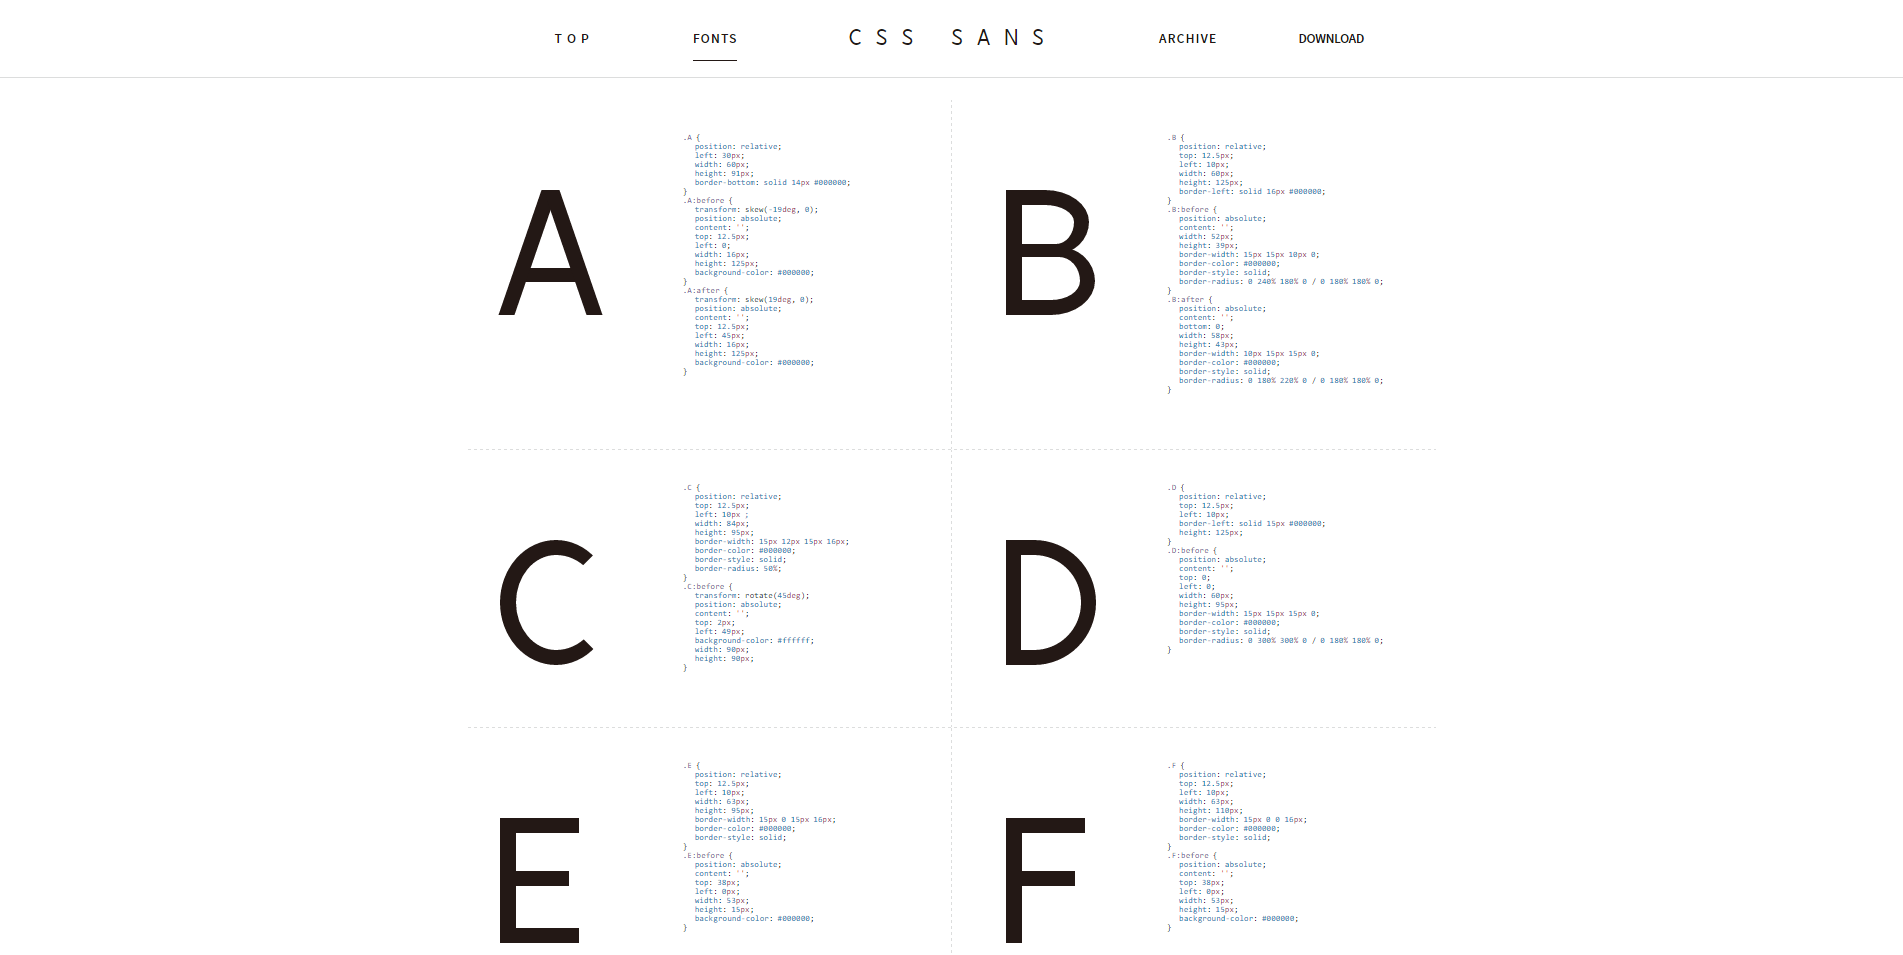 TOP FONTS CSS SANS ARCHIVE DOWNLOAD
A
.A {
position: relative;
left: 30px;
width: 60px;
height: 91px;
border-bottom: solid 14px #000000;
}
.A:before {
transform: skew(-19deg, 0);
position: absolute;
content: '';
top: 12.5px;
left: 0;
width: 16px;
height: 125px;
background-color: #000000;
}
.A:after {
transform: skew(19deg, 0);
position: absolute;
content: '';
top: 12.5px;
left: 45px;
width: 16px;
height: 125px;
background-color: #000000;
}
B
.B {
position: relative;
top: 12.5px;
left: 10px;
width: 60px;
height: 125px;
border-left: solid 16px #000000;
}
.B:before {
position: absolute;
content: '';
width: 52px;
height: 39px;
border-width: 15px 15px 10px 0;
border-color: #000000;
border-style: solid;
border-radius: 0 240% 180% 0 / 0 180% 180% 0;
}
.B:after {
position: absolute;
content: '';
bottom: 0;
width: 58px;
height: 43px;
border-width: 10px 15px 15px 0;
border-color: #000000;
border-style: solid;
border-radius: 0 180% 220% 0 / 0 180% 180% 0;
}
C
.C {
position: relative;
top: 12.5px;
left: 10px ;
width: 84px;
height: 95px;
border-width: 15px 12px 15px 16px;
border-color: #000000;
border-style: solid;
border-radius: 50%;
}
.C:before {
transform: rotate(45deg);
position: absolute;
content: '';
top: 2px;
left: 49px;
background-color: #ffffff;
width: 90px;
height: 90px;
}
D
.D {
position: relative;
top: 12.5px;
left: 10px;
border-left: solid 15px #000000;
height: 125px;
}
.D:before {
position: absolute;
content: '';
top: 0;
left: 0;
width: 60px;
height: 95px;
border-width: 15px 15px 15px 0;
border-color: #000000;
border-style: solid;
border-radius: 0 300% 300% 0 / 0 180% 180% 0;
}
E
.E {
position: relative;
top: 12.5px;
left: 10px;
width: 63px;
height: 95px;
border-width: 15px 0 15px 16px;
border-color: #000000;
border-style: solid;
}
.E:before {
position: absolute;
content: '';
top: 38px;
left: 0px;
width: 53px;
height: 15px;
background-color: #000000;
}
F
.F {
position: relative;
top: 12.5px;
left: 10px;
width: 63px;
height: 110px;
border-width: 15px 0 0 16px;
border-color: #000000;
border-style: solid;
}
.F:before {
position: absolute;
content: '';
top: 38px;
left: 0px;
width: 53px;
height: 15px;
background-color: #000000;
}